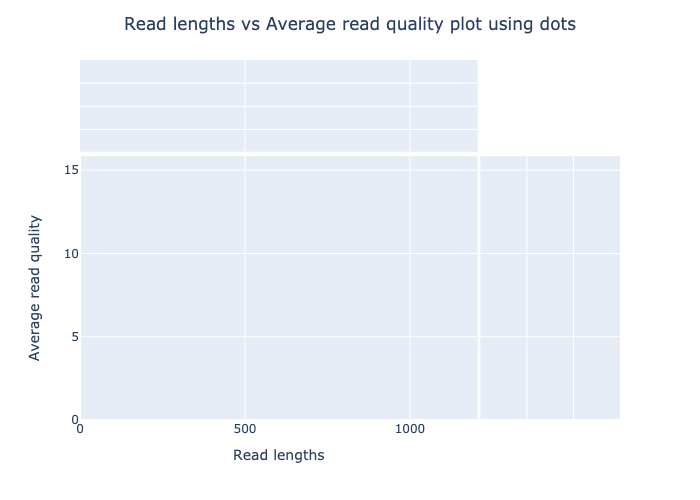 Read lengths vs Average read quality plot using dots
15
10
5
0
Average read quality
0 500 1000
Read lengths